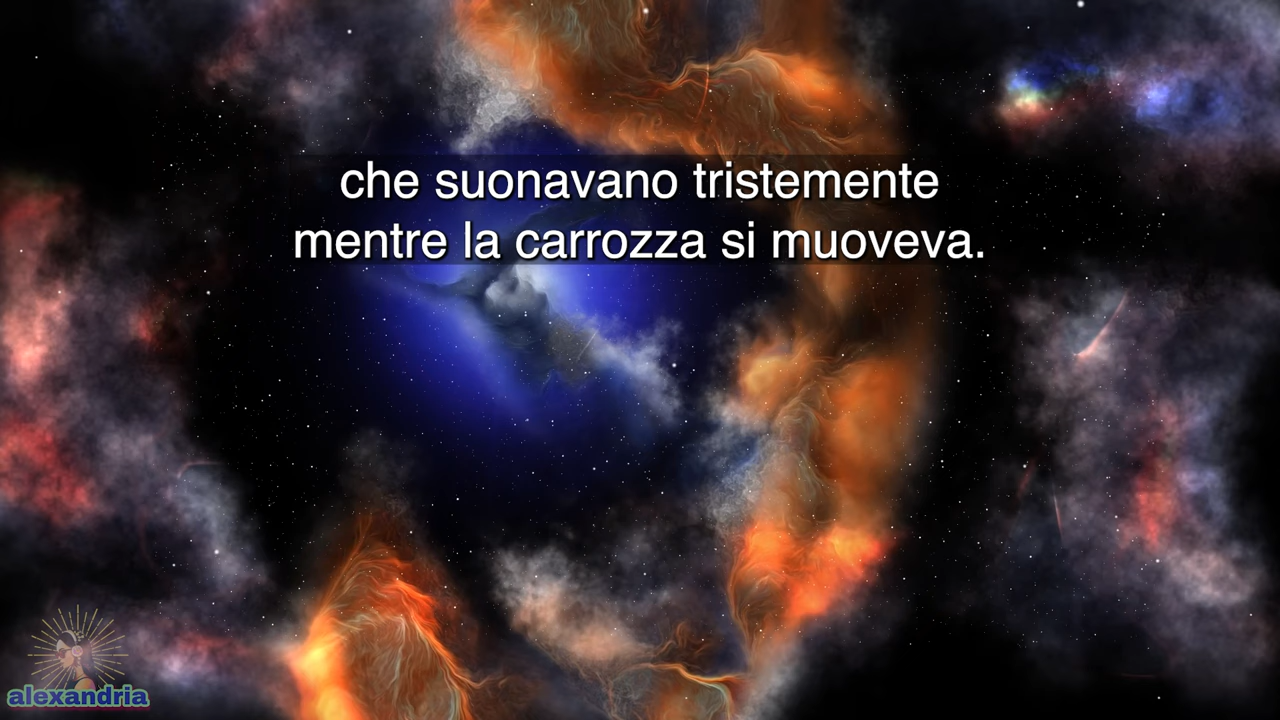 che suonavano tristemente
mentre la carrozza si muoveva.
alexandria